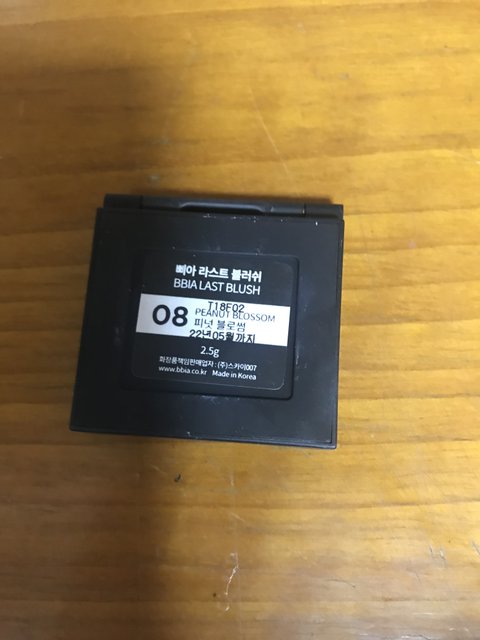 삐아 라스트 블러쉬
BBIA LAST BLUSH
T18F02
08 PEANUT BLOSSOM
피넛 블로썸
22년05월까지
2.5g
화장품책임판매업자 : (주)스카이007
www.bbia.co.kr Made in Korea